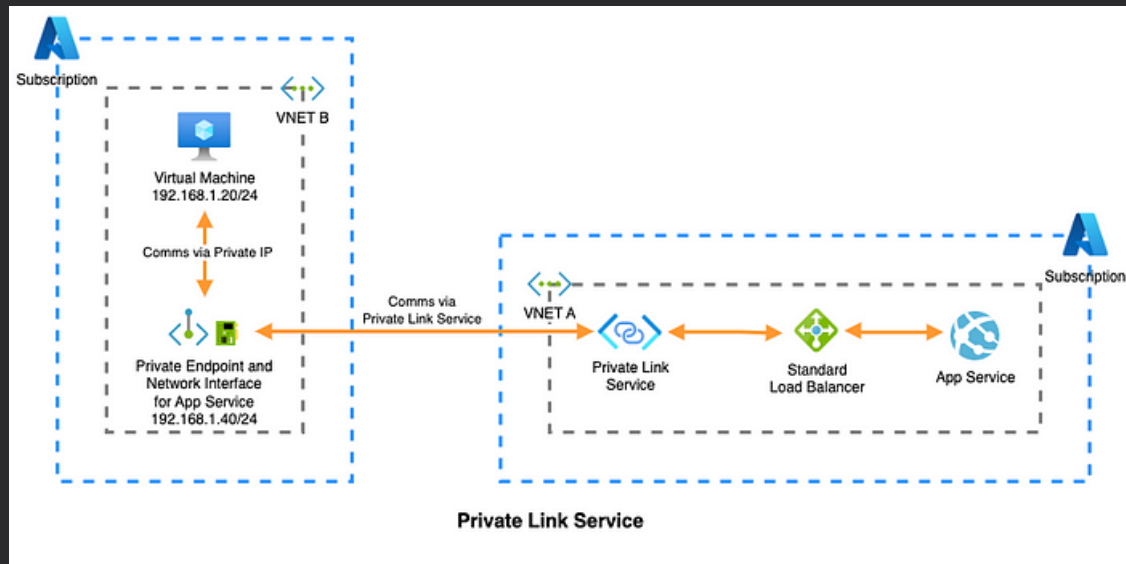 Subscription
VNET B
Virtual Machine
192.168.1.20/24
Comms via Private IP
Private Endpoint and
Network Interface
for App Service
192.168.1.40/24
Comms via
Private Link Service
Subscription
VNET A
Private Link
Service
Standard
Load Balancer
App Service
Private Link Service